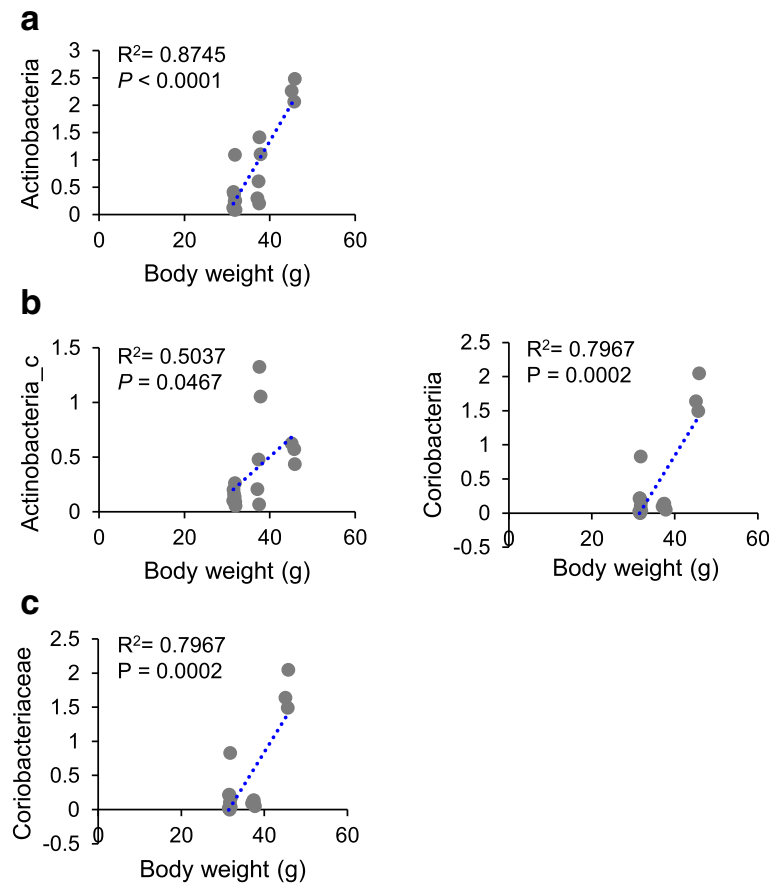 a
R²= 0.8745
P < 0.0001
Actinobacteria
3
2.5
2
1.5
1
0.5
0
0 20 40 60
Body weight (g)
b
R²= 0.5037
P = 0.0467
Actinobacteria_c
1.5
1
0.5
0
0 20 40 60
Body weight (g)
R²= 0.7967
P = 0.0002
Coriobacteriia
2.5
2
1.5
1
0.5
0
-0.5
0 20 40 60
Body weight (g)
c
R²= 0.7967
P = 0.0002
Coriobacteriaceae
2.5
2
1.5
1
0.5
0
-0.5
0 20 40 60
Body weight (g)